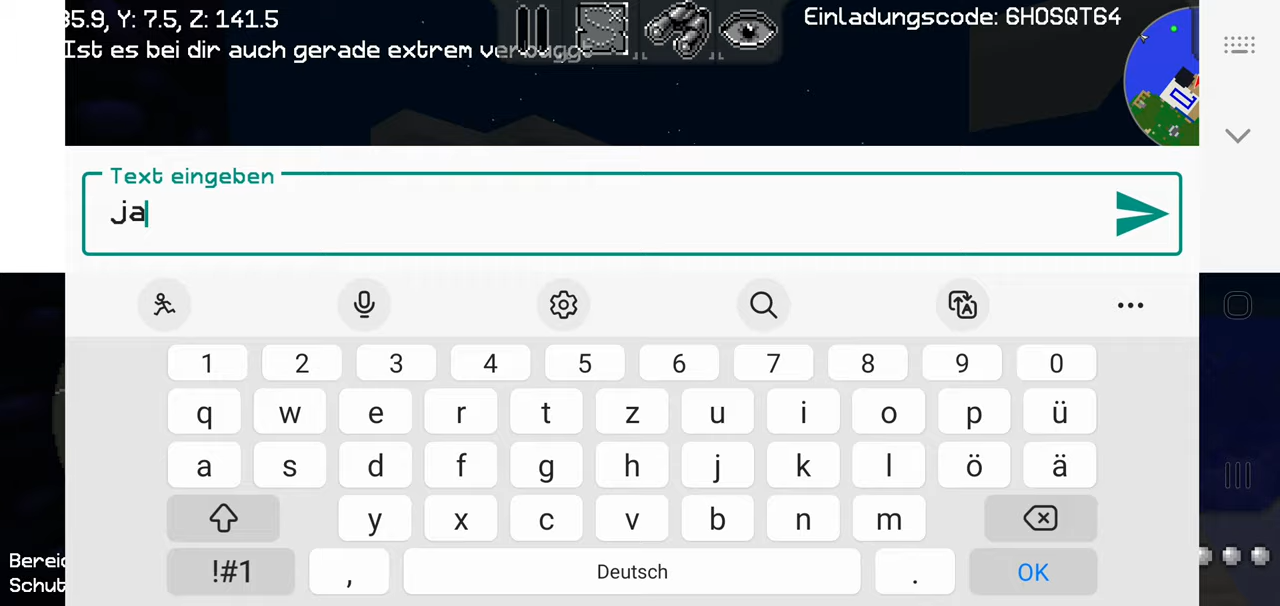 35.9, Y: 7.5, Z: 141.5
Einladungscode: 6HOSQT64
Ist es bei dir auch gerade extrem verbuggt
Text eingeben
ja
1 2 3 4 5 6 7 8 9 0
q w e r t z u i o p ü
a s d f g h j k l ö ä
y x c v b n m
!#1 , Deutsch . OK
Bereic
Schut